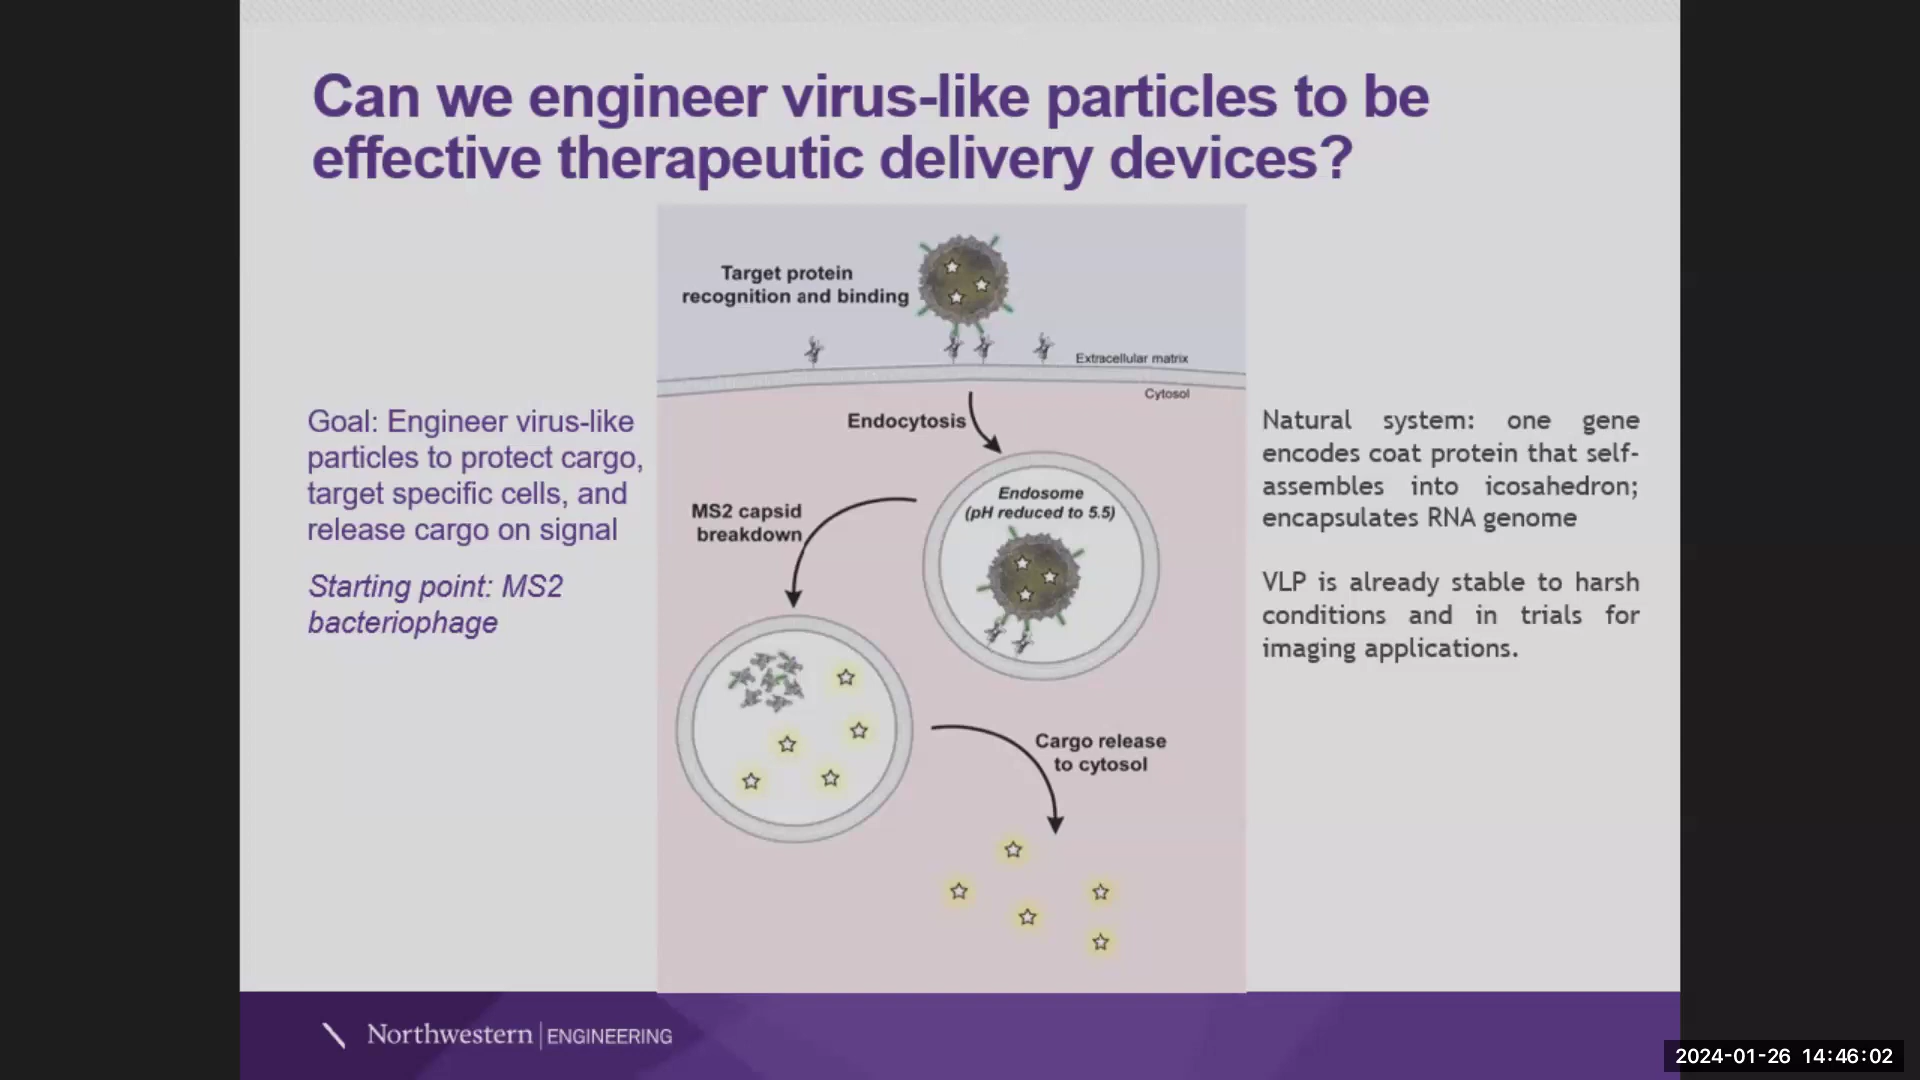 Can we engineer virus-like particles to be
effective therapeutic delivery devices?
Goal: Engineer virus-like
particles to protect cargo,
target specific cells, and
release cargo on signal
Starting point: MS2
bacteriophage
Target protein
recognition and binding
Extracellular matrix
Cytosol
Endocytosis
Endosome
(pH reduced to 5.5)
MS2 capsid
breakdown
Cargo release
to cytosol
Natural system: one gene
encodes coat protein that self-
assembles into icosahedron;
encapsulates RNA genome
VLP is already stable to harsh
conditions and in trials for
imaging applications.
Northwestern | ENGINEERING
2024-01-26 14:46:02